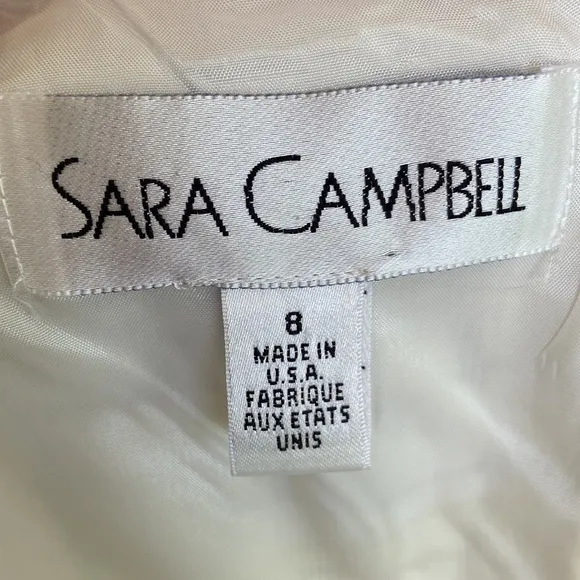 SARA CAMPBELL
8
MADE IN
U.S.A.
FABRIQUE
AUX ETATS
UNIS